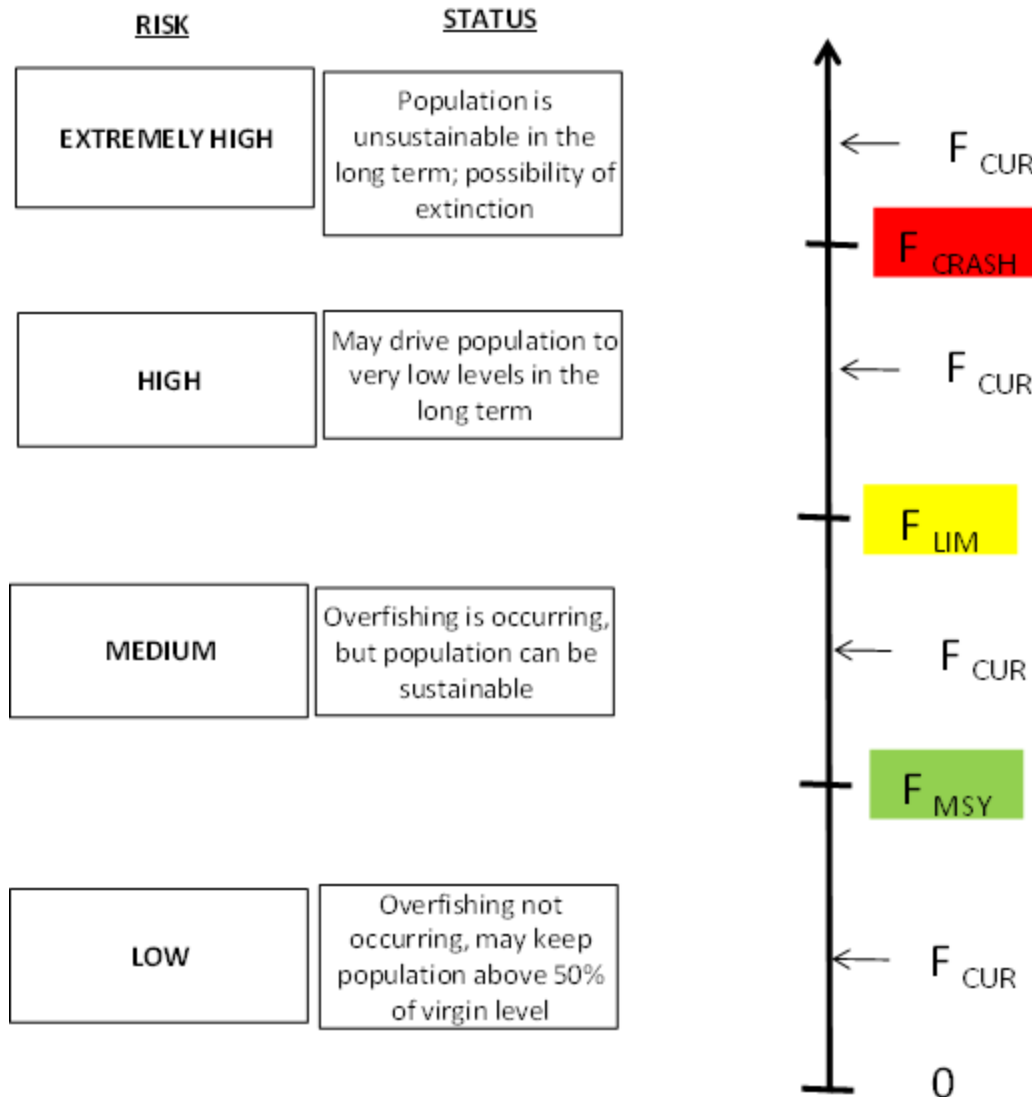 RISK
STATUS
EXTREMELY HIGH
Population is
unsustainable in the
long term; possibility of
extinction
F CUR
F CRASH
HIGH
May drive population to
very low levels in the
long term
F CUR
F LIM
MEDIUM
Overfishing is occurring,
but population can be
sustainable
F CUR
F MSY
LOW
Overfishing not
occurring, may keep
population above 50%
of virgin level
F CUR
0